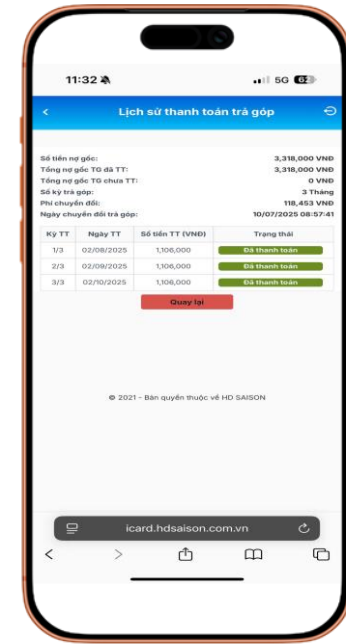 11:32
5G 62
Lịch sử thanh toán trả góp
Số tiền nợ gốc: 3,318,000 VNĐ
Tổng nợ gốc TG đã TT: 3,318,000 VNĐ
Tổng nợ gốc TG chưa TT: 0 VNĐ
Số kỳ trả góp: 3 Tháng
Phí chuyển đổi: 118,453 VNĐ
Ngày chuyển đổi trả góp: 10/07/2025 08:57:41
Kỳ TT Ngày TT Số tiền TT (VNĐ) Trạng thái
1/3 02/08/2025 1,106,000 Đã thanh toán
2/3 02/09/2025 1,106,000 Đã thanh toán
3/3 02/10/2025 1,106,000 Đã thanh toán
Quay lại
© 2021 - Bản quyền thuộc về HD SAISON
icard.hdsaison.com.vn